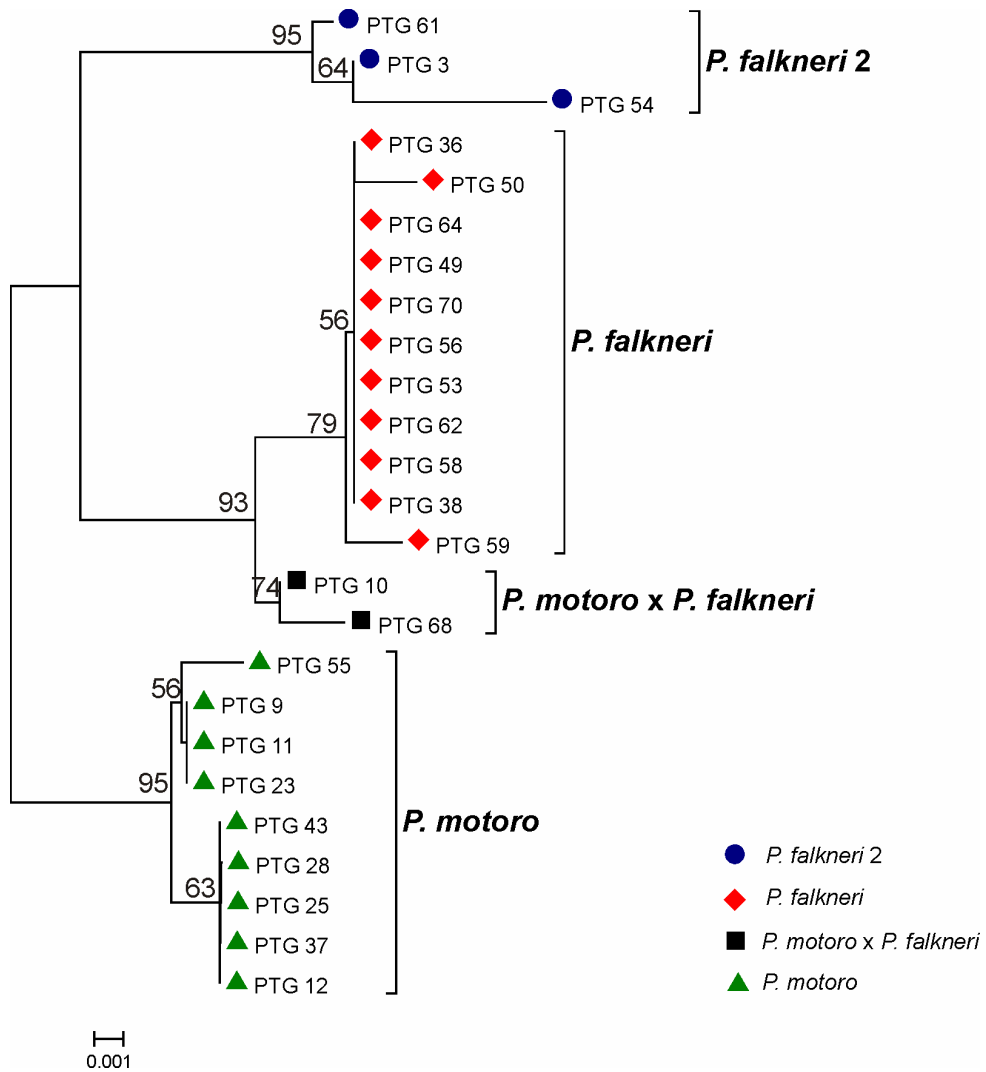 PTG 61
95
PTG 3
64
PTG 54
P. falkneri 2
PTG 36
PTG 50
PTG 64
PTG 49
PTG 70
56
PTG 56
P. falkneri
PTG 53
PTG 62
79
PTG 58
PTG 38
93
PTG 59
74
PTG 10
P. motoro x P. falkneri
PTG 68
PTG 55
56
PTG 9
PTG 11
95
PTG 23
PTG 43
P. motoro
PTG 28
63
PTG 25
PTG 37
PTG 12
P. falkneri 2
P. falkneri
P. motoro x P. falkneri
P. motoro
0.001